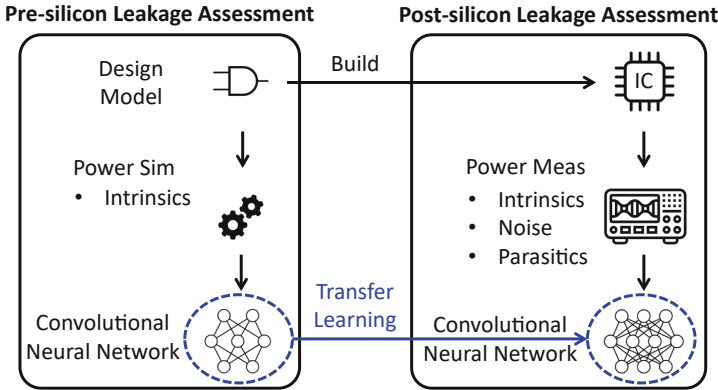 Pre-silicon Leakage Assessment
Post-silicon Leakage Assessment
Design
Model
Build
IC
Power Sim
• Intrinsics
Power Meas
• Intrinsics
• Noise
• Parasitics
Transfer
Learning
Convolutional
Neural Network
Convolutional
Neural Network